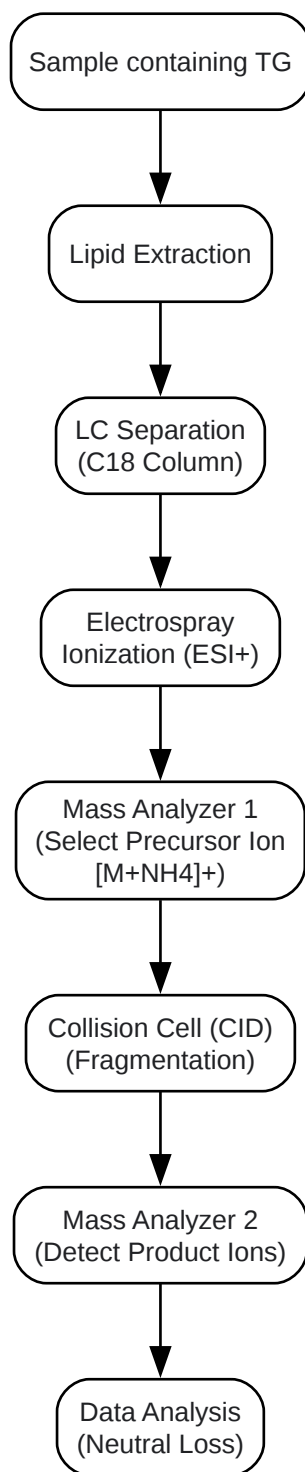 Sample containing TG
Lipid Extraction
LC Separation
(C18 Column)
Electrospray
Ionization (ESI+)
Mass Analyzer 1
(Select Precursor Ion
[M+NH4]+)
Collision Cell (CID)
(Fragmentation)
Mass Analyzer 2
(Detect Product Ions)
Data Analysis
(Neutral Loss)